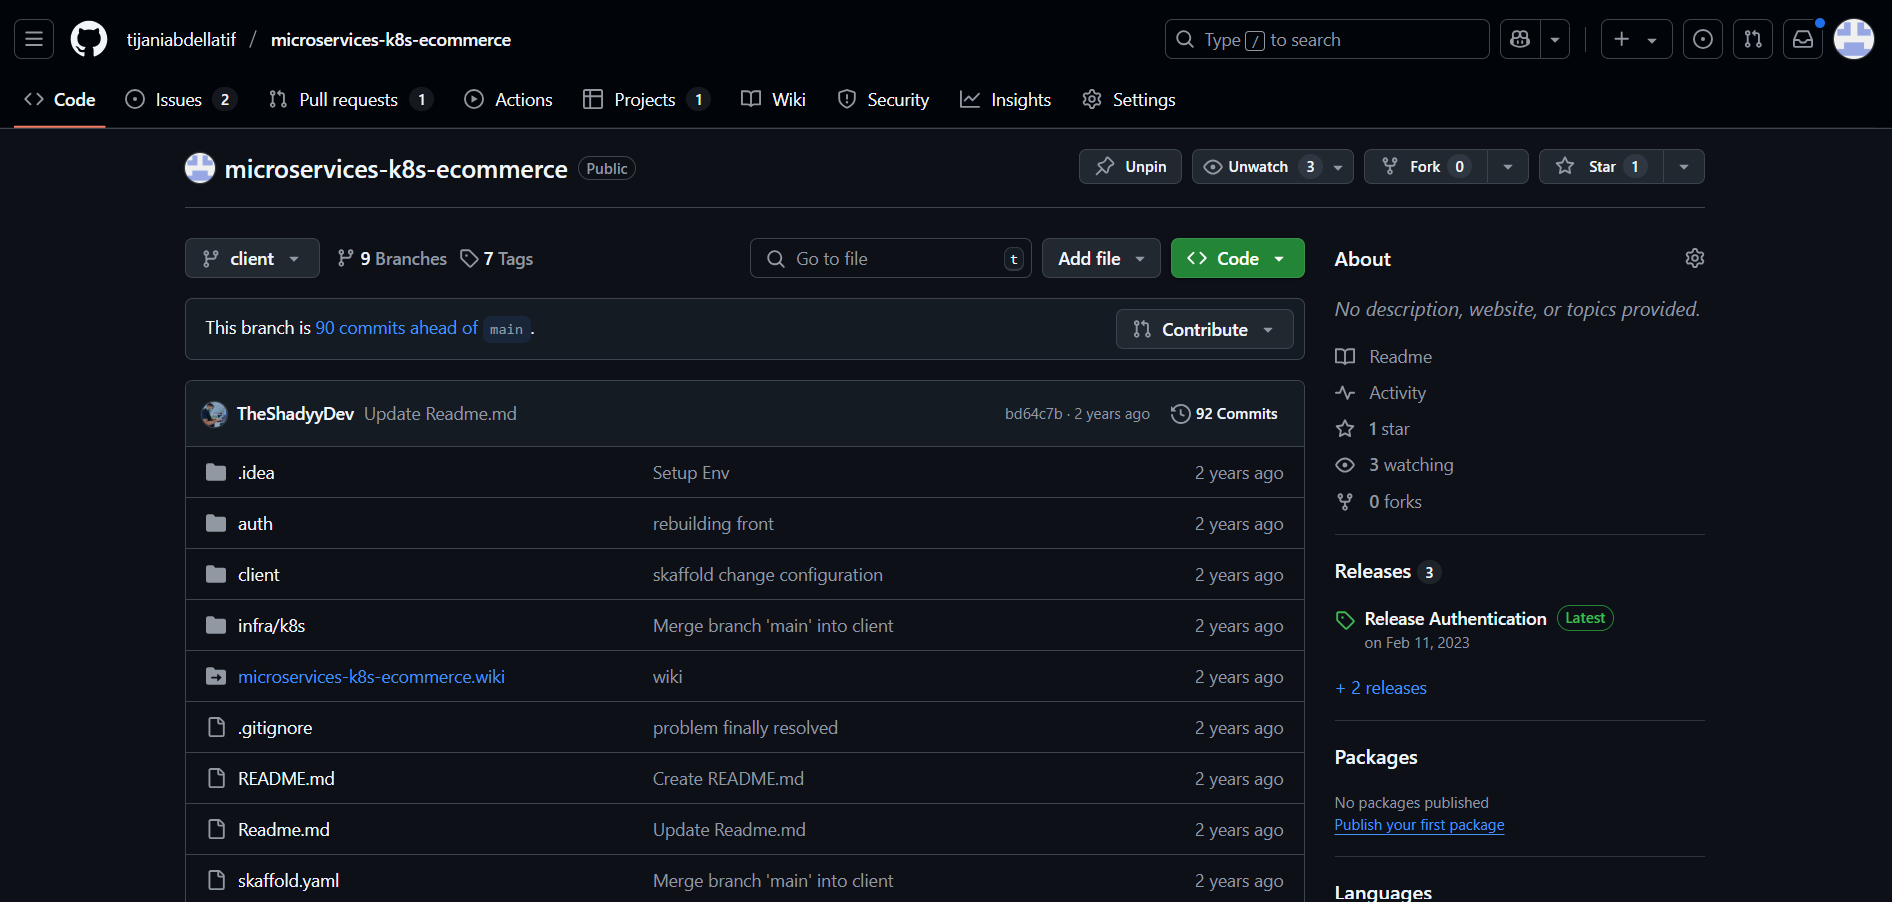 tijaniabdellatif / microservices-k8s-ecommerce
Type / to search
Code
Issues 2
Pull requests 1
Actions
Projects 1
Wiki
Security
Insights
Settings
microservices-k8s-ecommerce Public
Unpin
Unwatch 3
Fork 0
Star 1
client
9 Branches
7 Tags
Go to file t
Add file
Code
This branch is 90 commits ahead of main .
Contribute
TheShadyyDev Update Readme.md bd64c7b · 2 years ago 92 Commits
.idea Setup Env 2 years ago
auth rebuilding front 2 years ago
client skaffold change configuration 2 years ago
infra/k8s Merge branch 'main' into client 2 years ago
microservices-k8s-ecommerce.wiki wiki 2 years ago
.gitignore problem finally resolved 2 years ago
README.md Create README.md 2 years ago
Readme.md Update Readme.md 2 years ago
skaffold.yaml Merge branch 'main' into client 2 years ago
About
No description, website, or topics provided.
Readme
Activity
1 star
3 watching
0 forks
Releases 3
Release Authentication Latest
on Feb 11, 2023
+ 2 releases
Packages
No packages published
Publish your first package
Languages